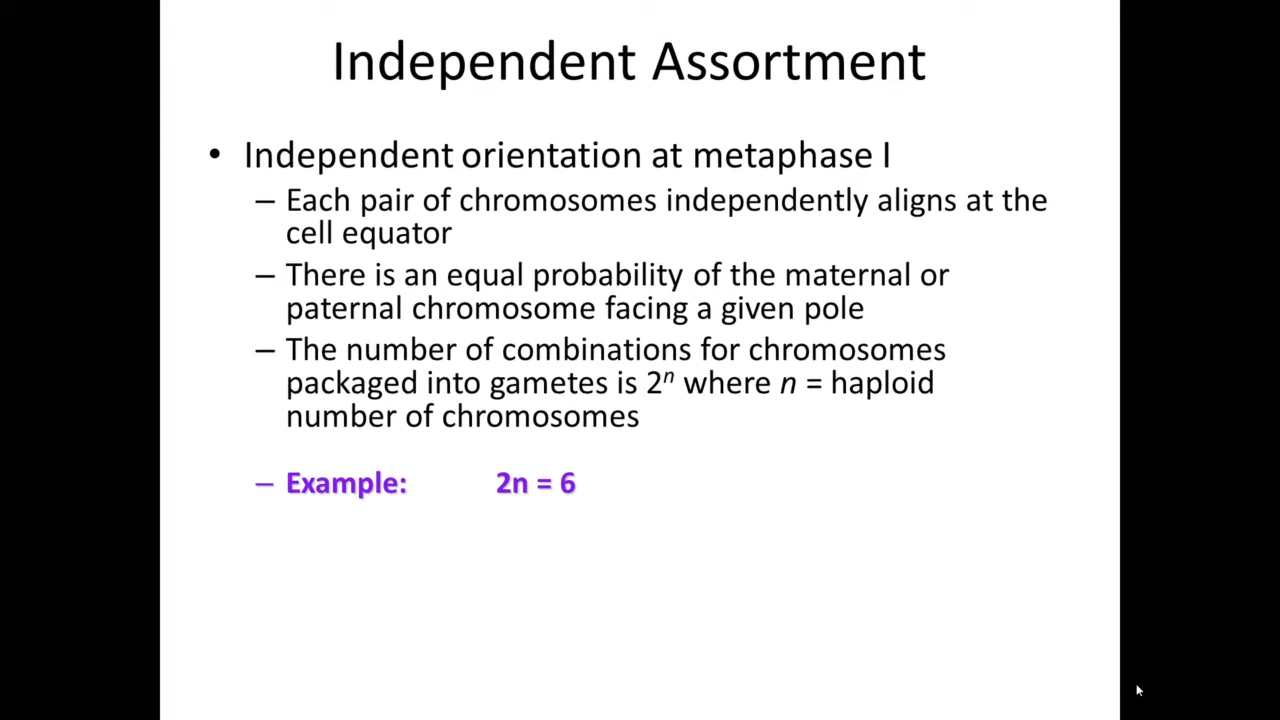 Independent Assortment
• Independent orientation at metaphase I
– Each pair of chromosomes independently aligns at the
cell equator
– There is an equal probability of the maternal or
paternal chromosome facing a given pole
– The number of combinations for chromosomes
packaged into gametes is 2ⁿ where n = haploid
number of chromosomes
– Example: 2n = 6